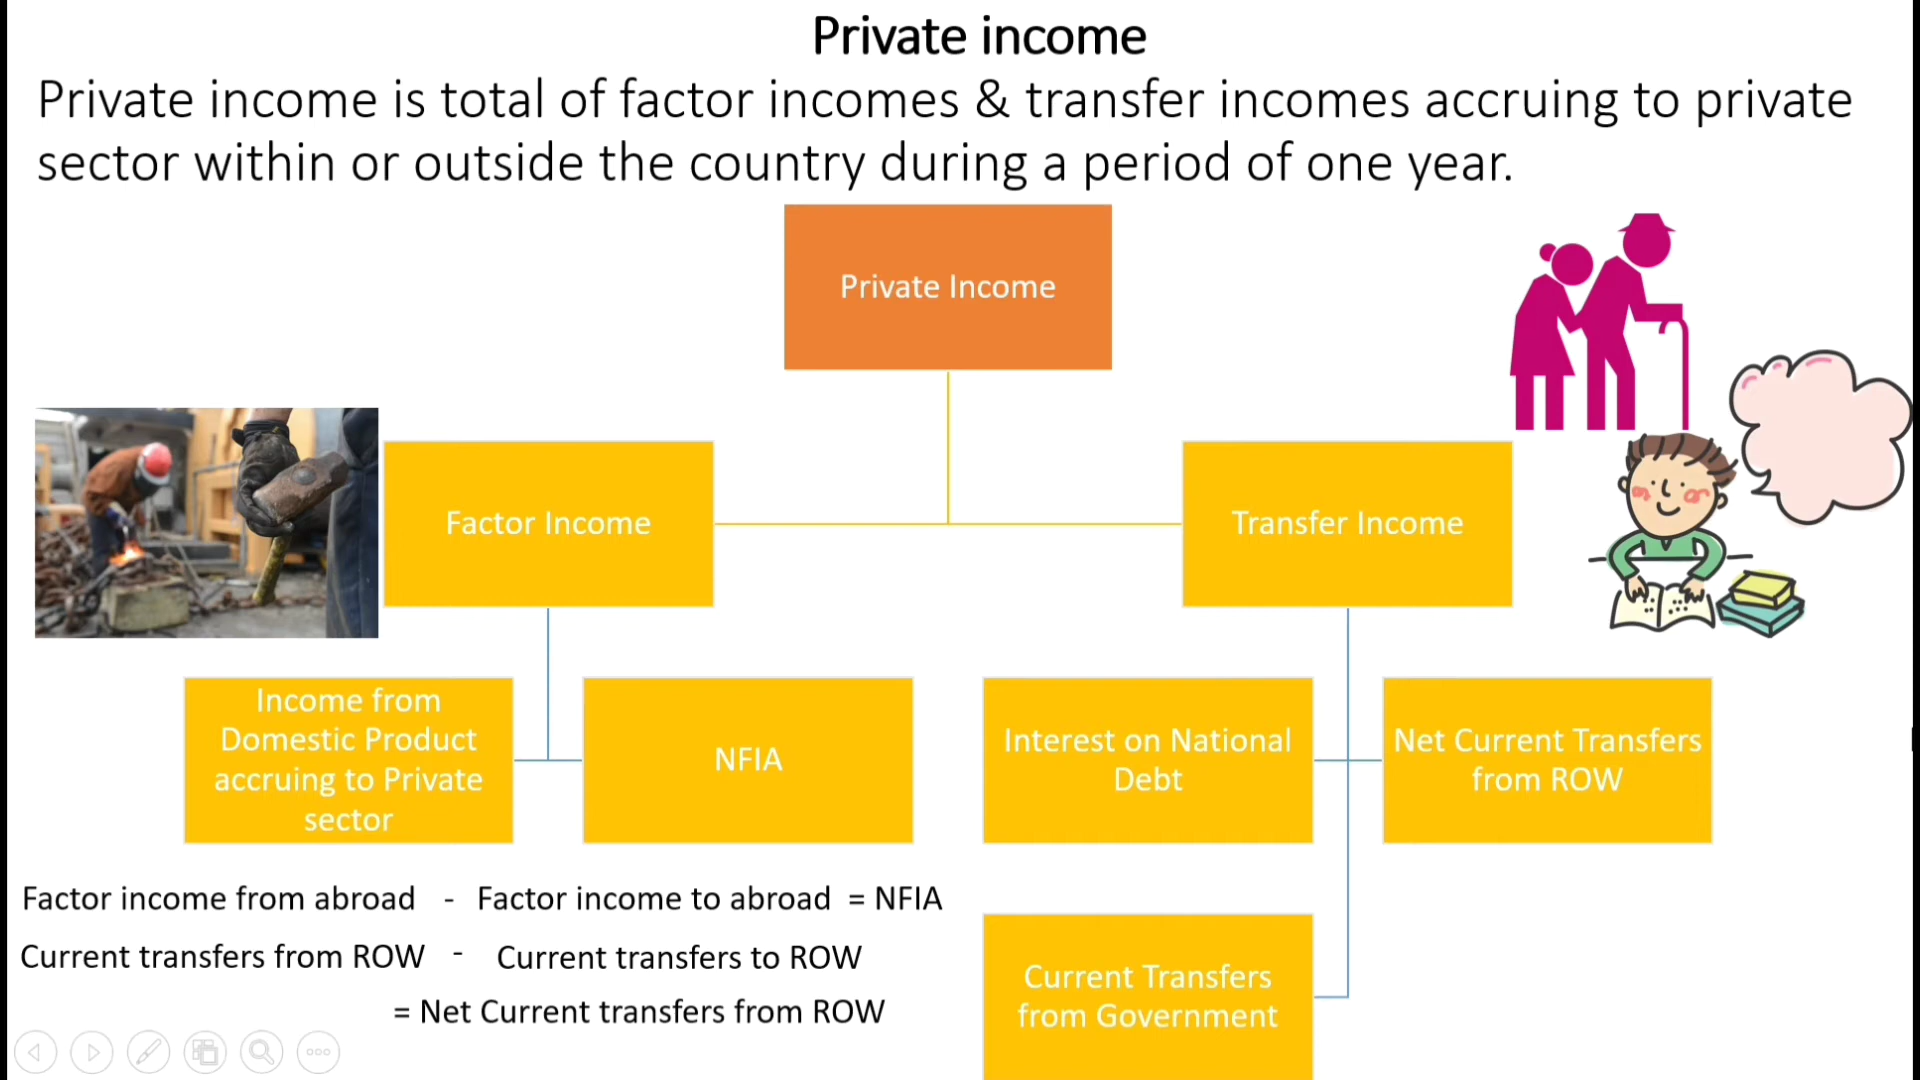 Private income
Private income is total of factor incomes & transfer incomes accruing to private
sector within or outside the country during a period of one year.
Private Income
Factor Income
Transfer Income
Income from
Domestic Product
accruing to Private
sector
NFIA
Interest on National
Debt
Net Current Transfers
from ROW
Factor income from abroad - Factor income to abroad = NFIA
Current transfers from ROW - Current transfers to ROW
= Net Current transfers from ROW
Current Transfers
from Government